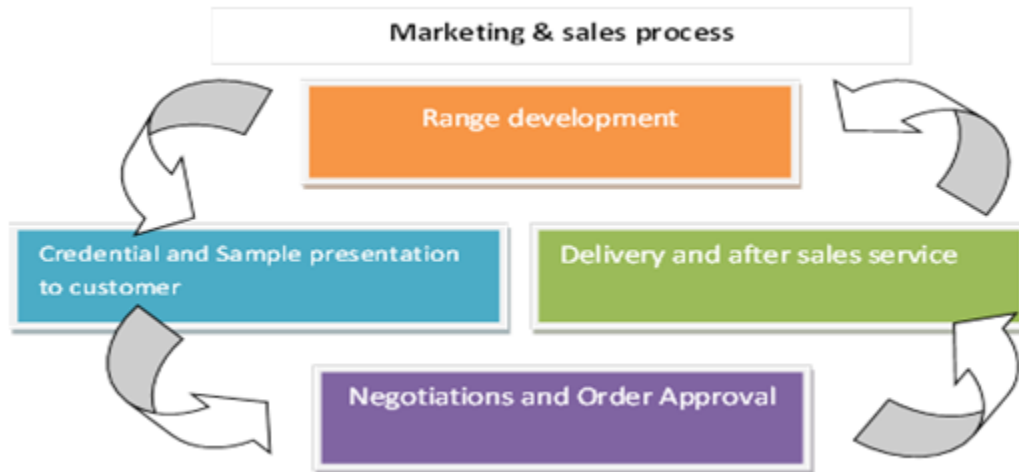 Marketing & sales process
Range development
Credential and Sample presentation
to customer
Delivery and after sales service
Negotiations and Order Approval